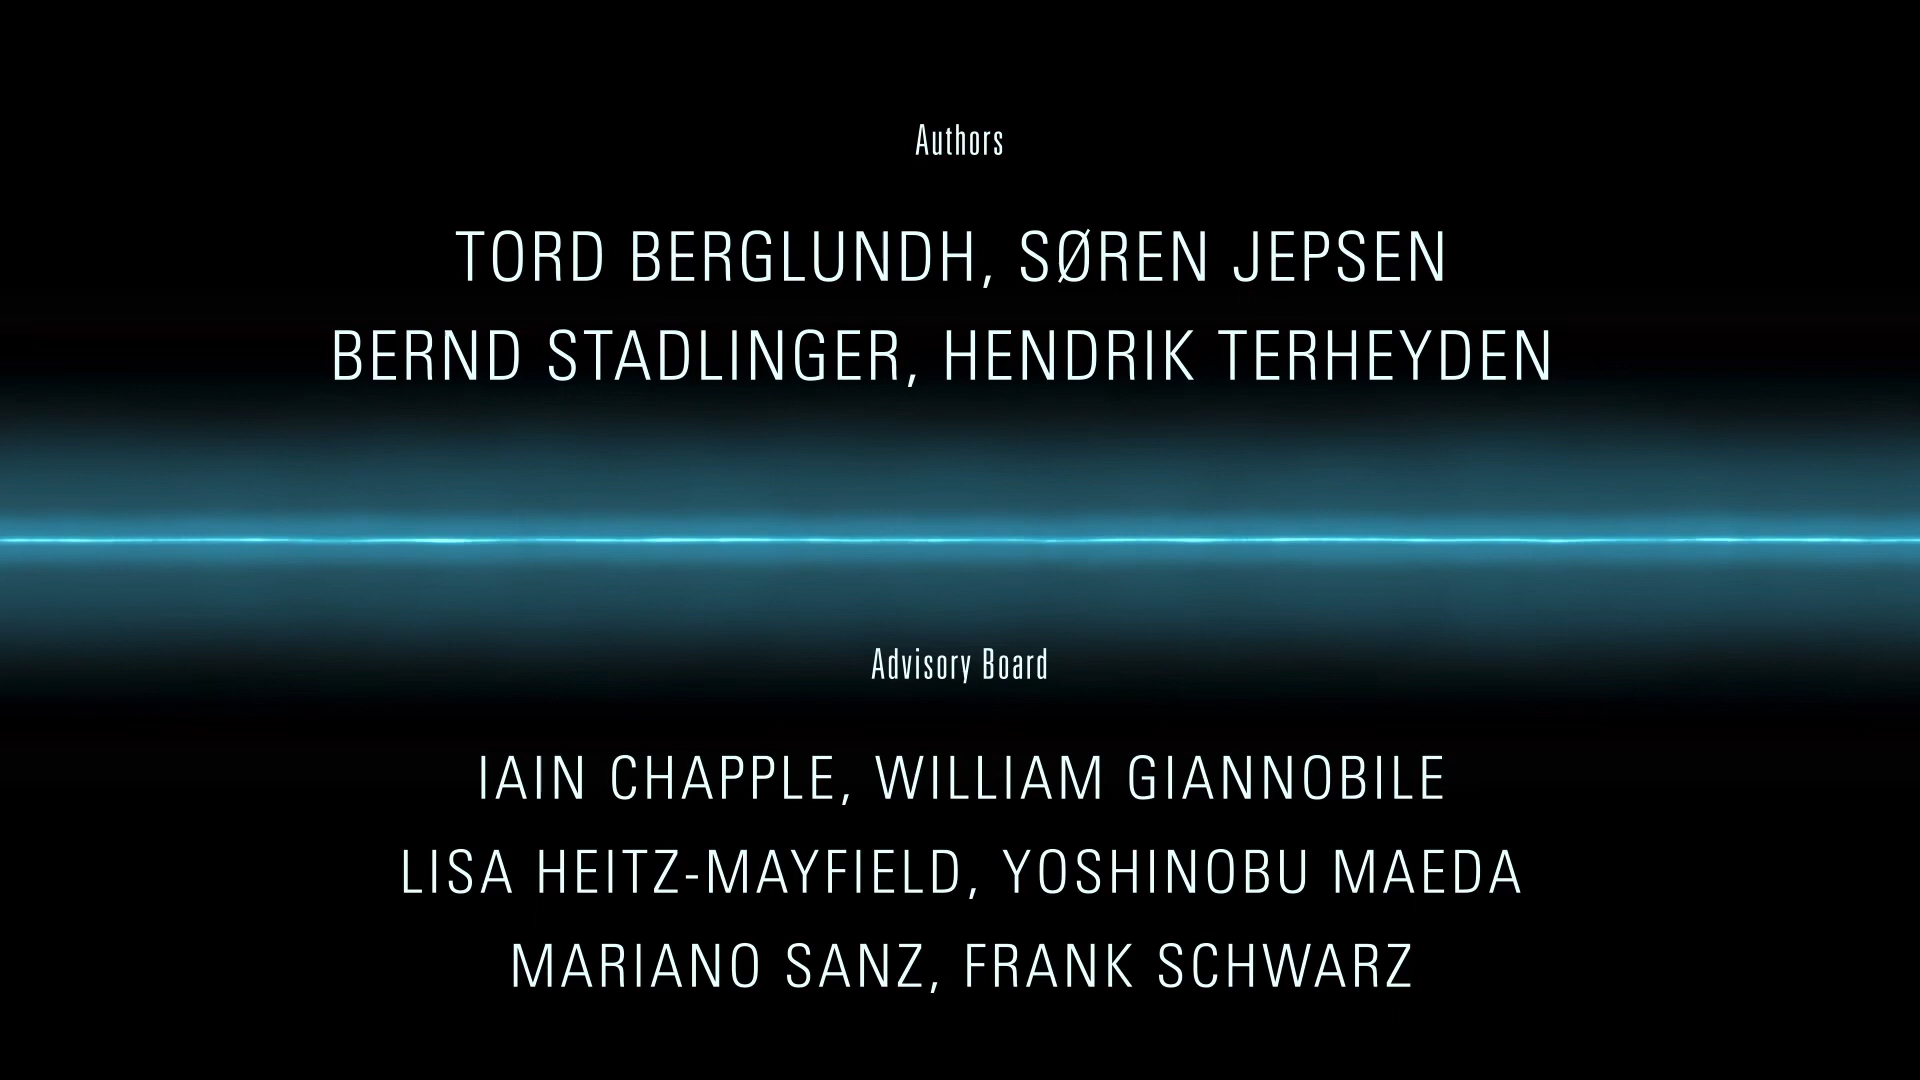 Authors
TORD BERGLUNDH, SØREN JEPSEN
BERND STADLINGER, HENDRIK TERHEYDEN
Advisory Board
IAIN CHAPPLE, WILLIAM GIANNOBILE
LISA HEITZ-MAYFIELD, YOSHINOBU MAEDA
MARIANO SANZ, FRANK SCHWARZ